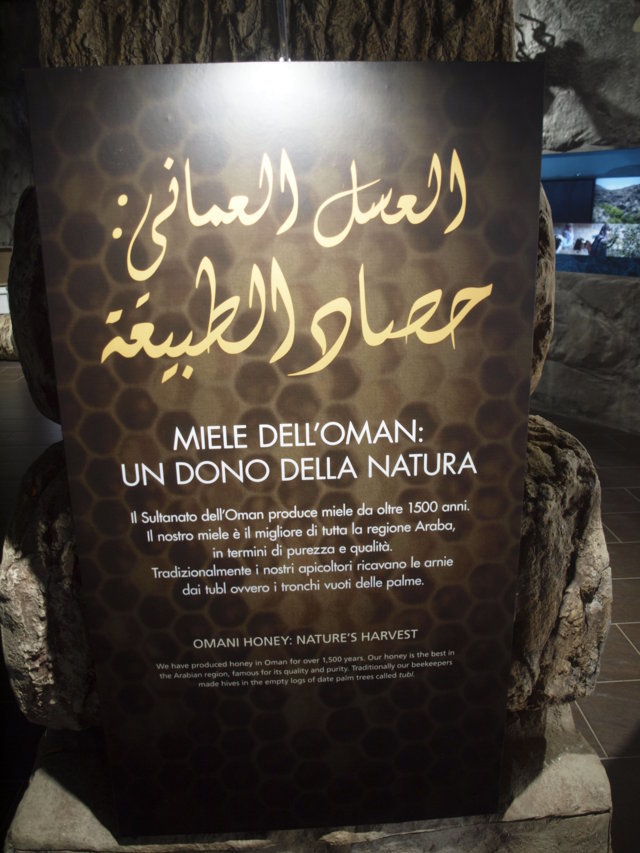 العسل العماني:
حصاد الطبيعة
MIELE DELL'OMAN:
UN DONO DELLA NATURA
Il Sultanato dell'Oman produce miele da oltre 1500 anni.
Il nostro miele è il migliore di tutta la regione Araba,
in termini di purezza e qualità.
Tradizionalmente i nostri apicoltori ricavano le arnie
dai tubl ovvero i tronchi vuoti delle palme.
OMANI HONEY: NATURE'S HARVEST
We have produced honey in Oman for over 1,500 years. Our honey is the best in
the Arabian region, famous for its quality and purity. Traditionally our beekeepers
made hives in the empty logs of date palm trees called tubl.